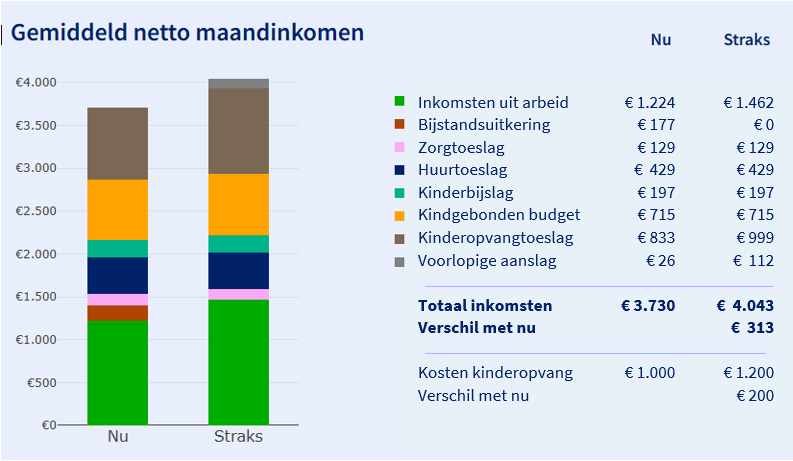 Gemiddeld netto maandinkomen
€4.000
€3.500
€3.000
€2.500
€2.000
€1.500
€1.000
€500
€0
Nu Straks
Nu Straks
Inkomsten uit arbeid € 1.224 € 1.462
Bijstandsuitkering € 177 € 0
Zorgtoeslag € 129 € 129
Huurtoeslag € 429 € 429
Kinderbijslag € 197 € 197
Kindgebonden budget € 715 € 715
Kinderopvangtoeslag € 833 € 999
Voorlopige aanslag € 26 € 112
Totaal inkomsten € 3.730 € 4.043
Verschil met nu € 313
Kosten kinderopvang € 1.000 € 1.200
Verschil met nu € 200